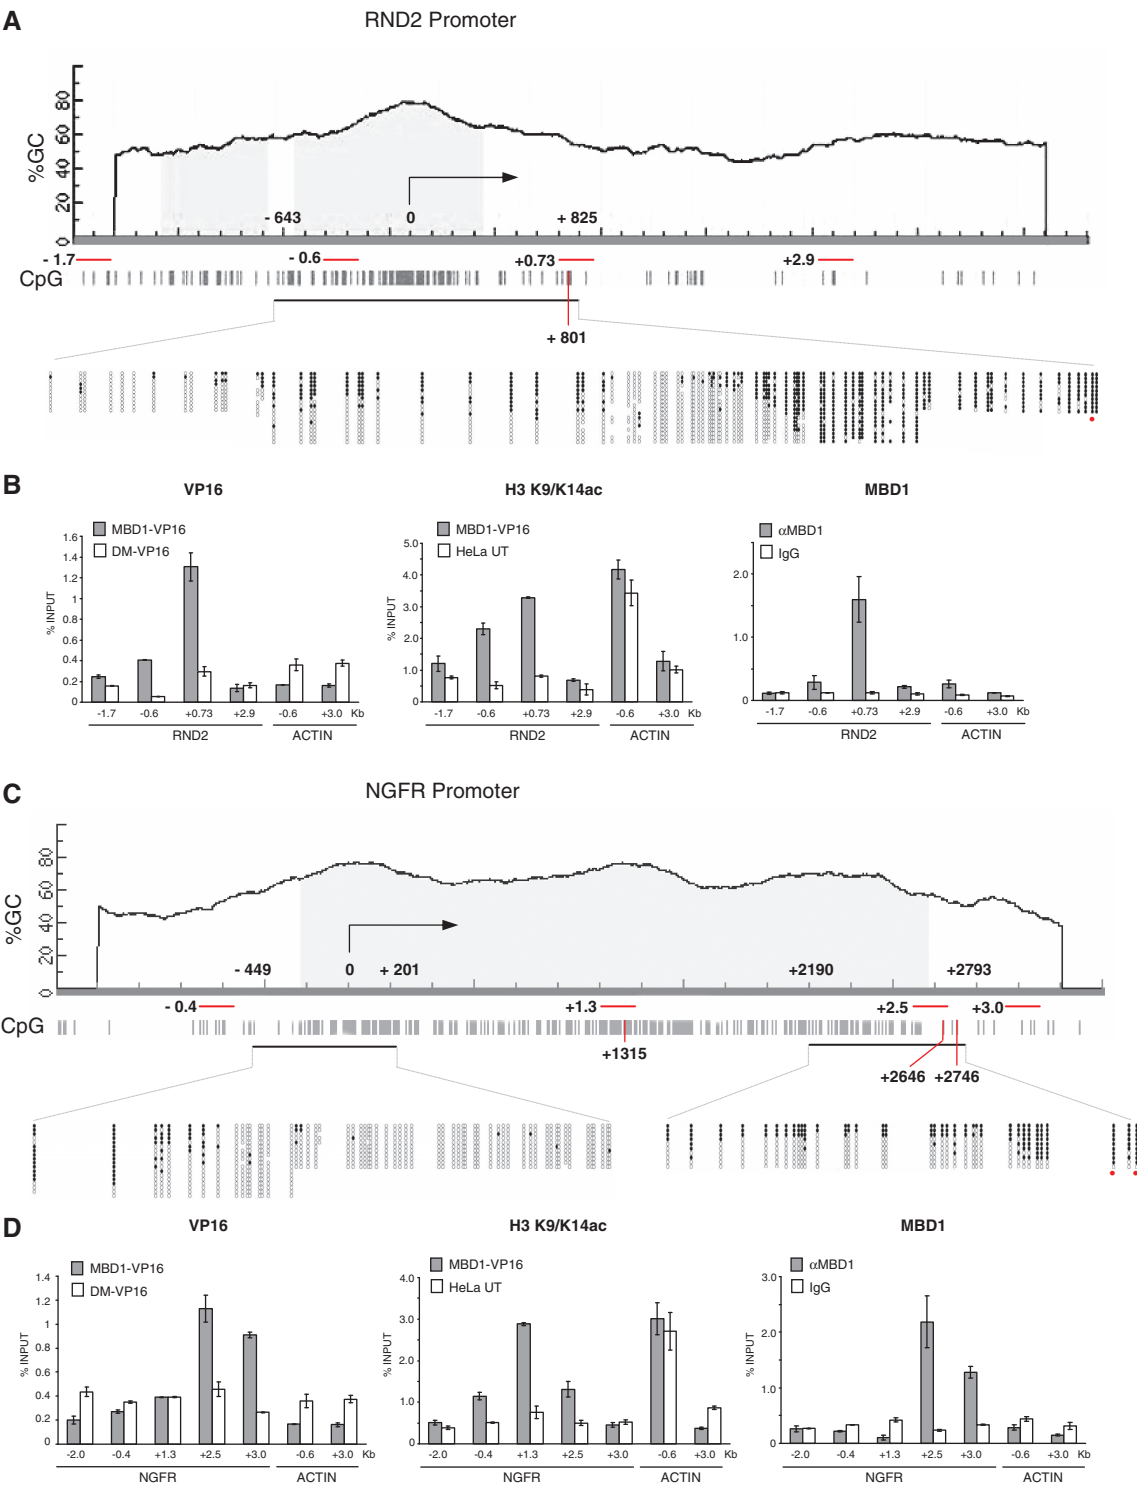 A
RND2 Promoter
%GC
80
60
40
20
0
- 643
0
+ 825
- 1.7
- 0.6
+0.73
+2.9
CpG
+ 801
B
VP16
MBD1-VP16
DM-VP16
% INPUT
1.6
1.4
1.2
1
0.8
0.6
0.4
0.2
0
-1.7 -0.6 +0.73 +2.9 -0.6 +3.0 Kb
RND2 ACTIN
H3 K9/K14ac
MBD1-VP16
HeLa UT
% INPUT
5.0
4.0
3.0
2.0
1.0
0
-1.7 -0.6 +0.73 +2.9 -0.6 +3.0 Kb
RND2 ACTIN
MBD1
αMBD1
IgG
% INPUT
2.0
1.0
0
-1.7 -0.6 +0.73 +2.9 -0.6 +3.0 Kb
RND2 ACTIN
C
NGFR Promoter
%GC
80
60
40
20
0
- 449
0
+ 201
+2190
+2793
- 0.4
+1.3
+2.5
+3.0
CpG
+1315
+2646 +2746
D
VP16
MBD1-VP16
DM-VP16
% INPUT
1.4
1.2
1
0.8
0.6
0.4
0.2
0
-2.0 -0.4 +1.3 +2.5 +3.0 -0.6 +3.0 Kb
NGFR ACTIN
H3 K9/K14ac
MBD1-VP16
HeLa UT
% INPUT
4.0
3.0
2.0
1.0
0
-2.0 -0.4 +1.3 +2.5 +3.0 -0.6 +3.0 Kb
NGFR ACTIN
MBD1
αMBD1
IgG
% INPUT
3.0
2.0
1.0
0
-2.0 -0.4 +1.3 +2.5 +3.0 -0.6 +3.0 Kb
NGFR ACTIN